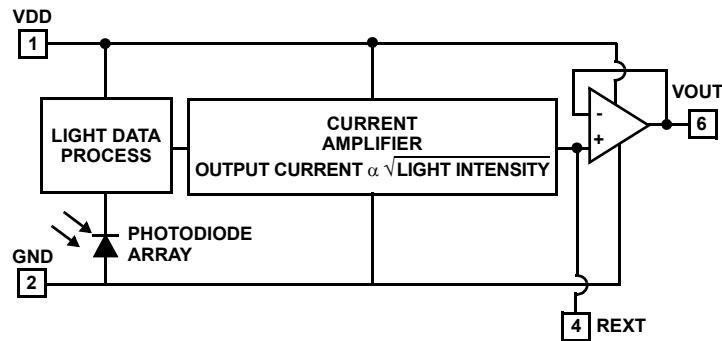 VDD
1
LIGHT DATA
PROCESS
CURRENT
AMPLIFIER
OUTPUT CURRENT α √LIGHT INTENSITY
-
+
VOUT
6
PHOTODIODE
ARRAY
GND
2
4
REXT